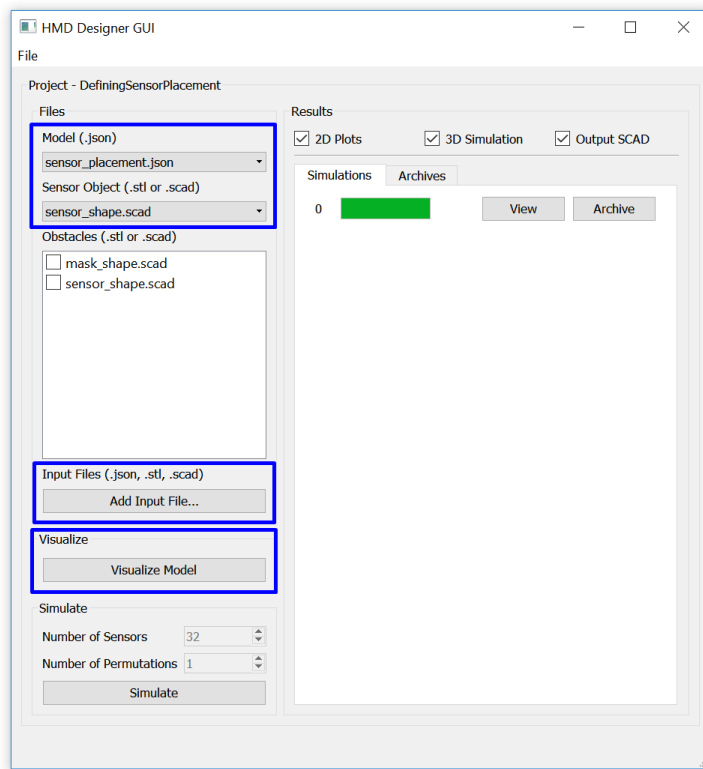 HMD Designer GUI
File
Project - DefiningSensorPlacement
Files
Model (.json)
sensor_placement.json
Sensor Object (.stl or .scad)
sensor_shape.scad
Obstacles (.stl or .scad)
mask_shape.scad
sensor_shape.scad
Input Files (.json, .stl, .scad)
Add Input File...
Visualize
Visualize Model
Simulate
Number of Sensors 32
Number of Permutations 1
Simulate
Results
2D Plots 3D Simulation Output SCAD
Simulations Archives
0 View Archive